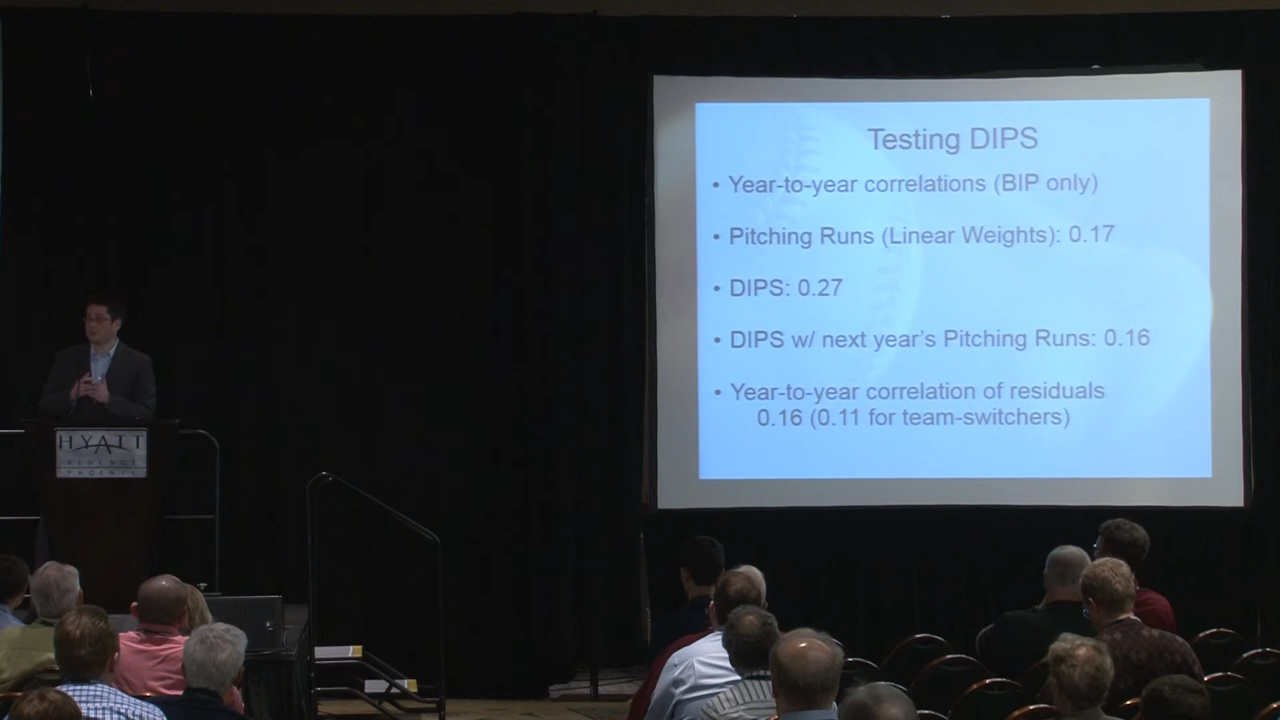 Testing DIPS
• Year-to-year correlations (BIP only)
• Pitching Runs (Linear Weights): 0.17
• DIPS: 0.27
• DIPS w/ next year's Pitching Runs: 0.16
• Year-to-year correlation of residuals
0.16 (0.11 for team-switchers)
HYATT
REGENCY
PHOENIX